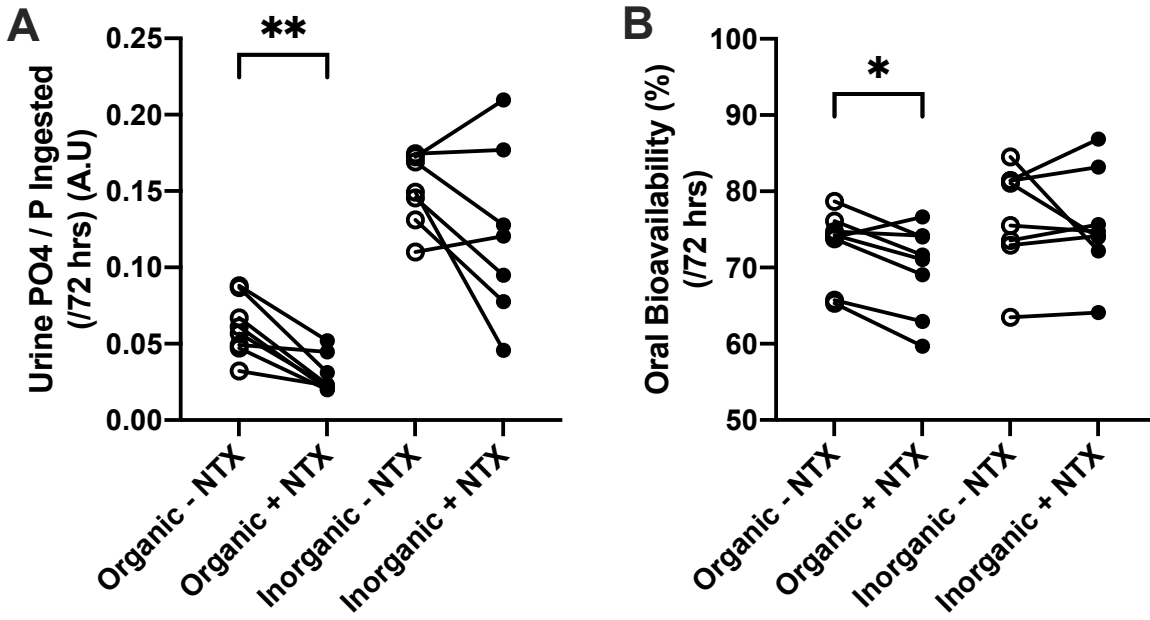 A
Urine PO4 / P Ingested
(/72 hrs) (A.U)
0.25
0.20
0.15
0.10
0.05
0.00
**
Organic - NTX
Organic + NTX
Inorganic - NTX
Inorganic + NTX
B
Oral Bioavailability (%)
(/72 hrs)
100
90
80
70
60
50
*
Organic - NTX
Organic + NTX
Inorganic - NTX
Inorganic + NTX